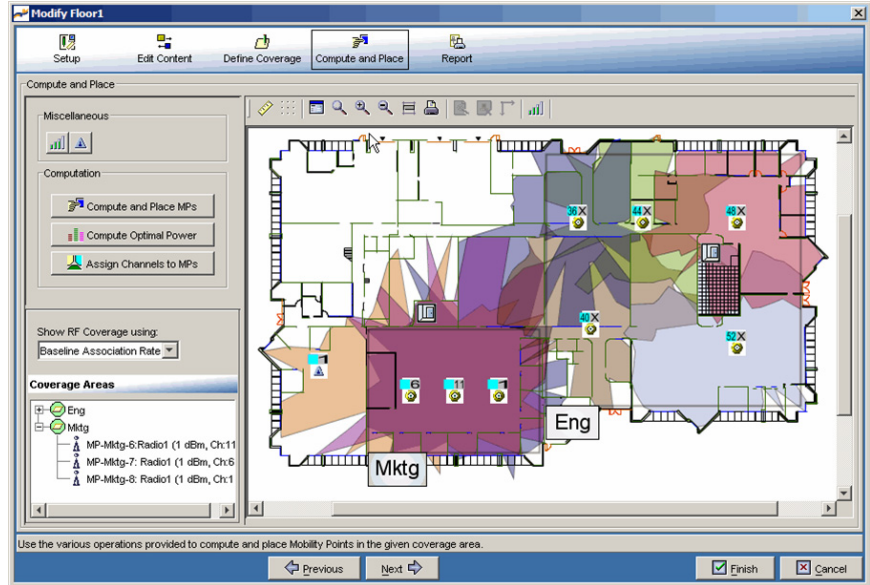 Modify Floor1
Setup
Edit Content
Define Coverage
Compute and Place
Report
Compute and Place
Miscellaneous
Computation
Compute and Place MPs
Compute Optimal Power
Assign Channels to MPs
Show RF Coverage using:
Baseline Association Rate
Coverage Areas
Eng
Mktg
MP-Mktg-6:Radio1 (1 dBm, Ch:11
MP-Mktg-7: Radio1 (1 dBm, Ch:6
MP-Mktg-8: Radio1 (1 dBm, Ch:1
36 X
44 X
48 X
40 X
52 X
1
6
11
1
Eng
Mktg
Use the various operations provided to compute and place Mobility Points in the given coverage area.
Previous
Next
Finish
Cancel